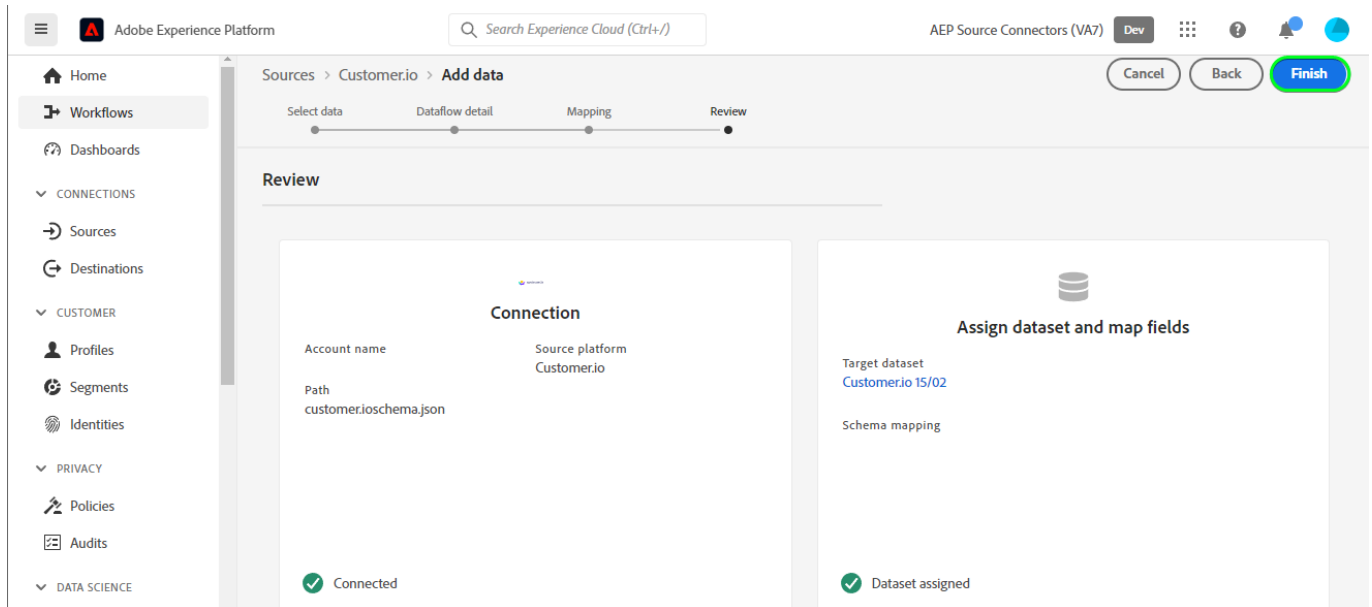 Adobe Experience Platform
Search Experience Cloud (Ctrl+/)
AEP Source Connectors (VA7)
Dev
Home
Workflows
Dashboards
CONNECTIONS
Sources
Destinations
CUSTOMER
Profiles
Segments
Identities
PRIVACY
Policies
Audits
DATA SCIENCE
Sources > Customer.io > Add data
Cancel
Back
Finish
Select data
Dataflow detail
Mapping
Review
Review
Connection
Account name
Source platform
Customer.io
Path
customer.ioschema.json
Connected
Assign dataset and map fields
Target dataset
Customer.io 15/02
Schema mapping
Dataset assigned